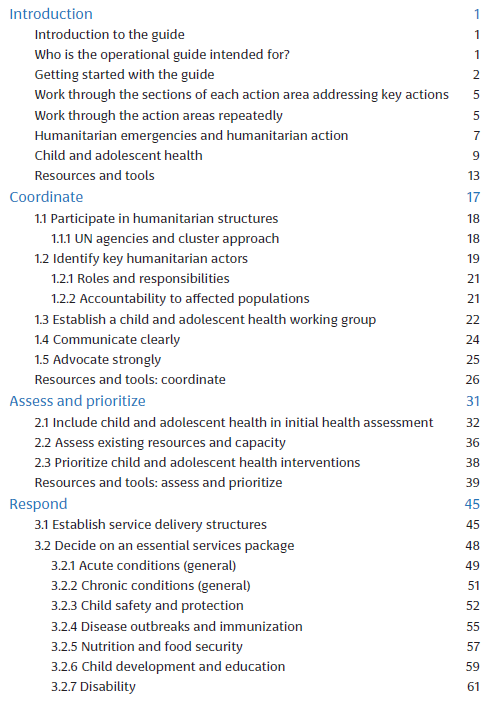 Introduction 1
Introduction to the guide 1
Who is the operational guide intended for? 1
Getting started with the guide 2
Work through the sections of each action area addressing key actions 5
Work through the action areas repeatedly 5
Humanitarian emergencies and humanitarian action 7
Child and adolescent health 9
Resources and tools 13
Coordinate 17
1.1 Participate in humanitarian structures 18
1.1.1 UN agencies and cluster approach 18
1.2 Identify key humanitarian actors 19
1.2.1 Roles and responsibilities 21
1.2.2 Accountability to affected populations 21
1.3 Establish a child and adolescent health working group 22
1.4 Communicate clearly 24
1.5 Advocate strongly 25
Resources and tools: coordinate 26
Assess and prioritize 31
2.1 Include child and adolescent health in initial health assessment 32
2.2 Assess existing resources and capacity 36
2.3 Prioritize child and adolescent health interventions 38
Resources and tools: assess and prioritize 39
Respond 45
3.1 Establish service delivery structures 45
3.2 Decide on an essential services package 48
3.2.1 Acute conditions (general) 49
3.2.2 Chronic conditions (general) 51
3.2.3 Child safety and protection 52
3.2.4 Disease outbreaks and immunization 55
3.2.5 Nutrition and food security 57
3.2.6 Child development and education 59
3.2.7 Disability 61